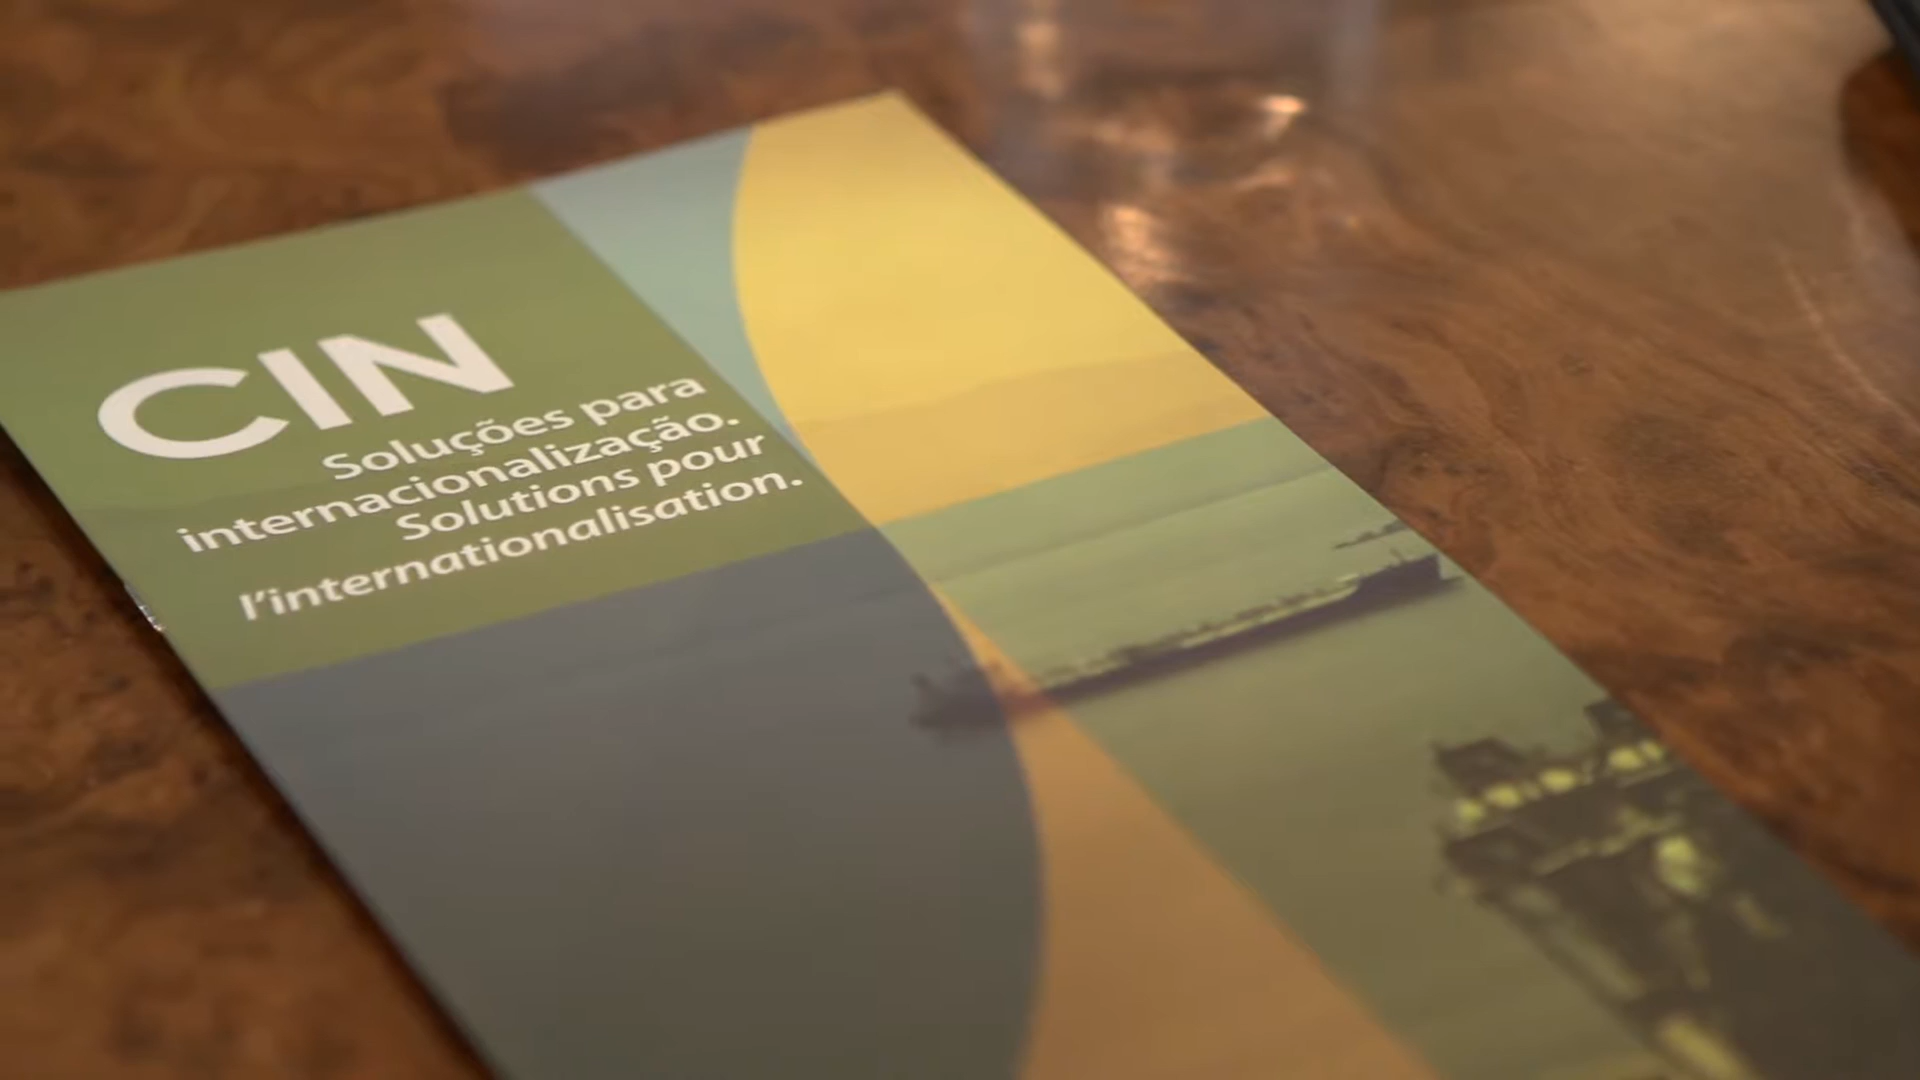 CIN
Soluções para
internacionalização.
Solutions pour
l'internationalisation.